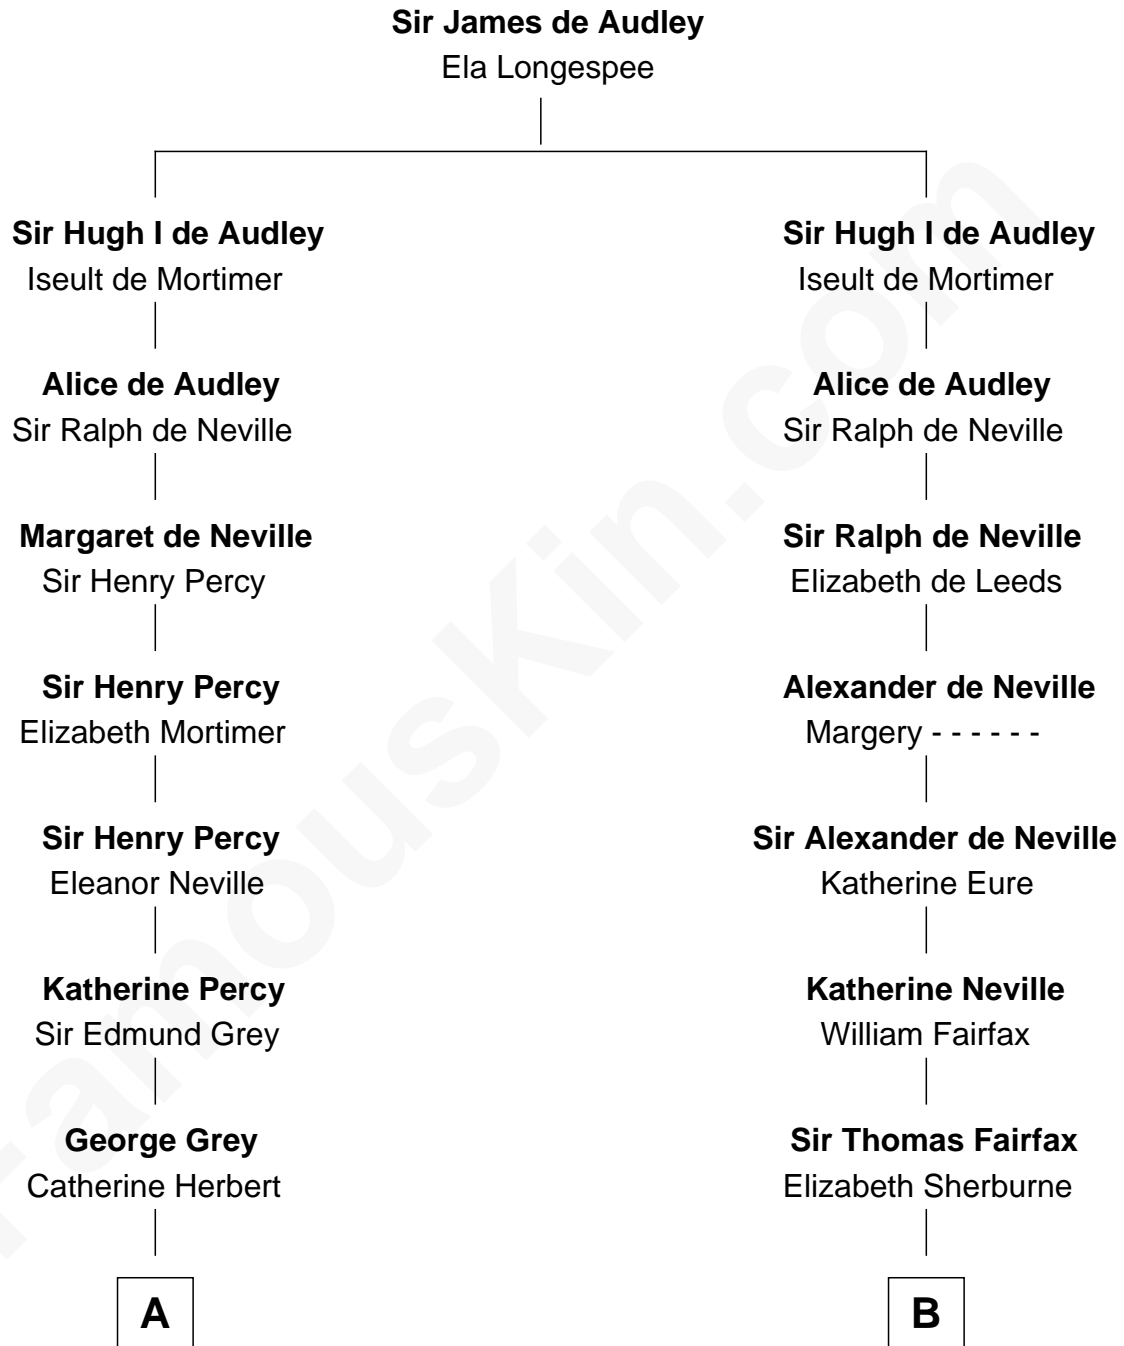 Sir James de Audley
Ela Longespee
Sir Hugh I de Audley
Iseult de Mortimer
Alice de Audley
Sir Ralph de Neville
Margaret de Neville
Sir Henry Percy
Sir Henry Percy
Elizabeth Mortimer
Sir Henry Percy
Eleanor Neville
Katherine Percy
Sir Edmund Grey
George Grey
Catherine Herbert
A
Sir Hugh I de Audley
Iseult de Mortimer
Alice de Audley
Sir Ralph de Neville
Sir Ralph de Neville
Elizabeth de Leeds
Alexander de Neville
Margery - - - - - -
Sir Alexander de Neville
Katherine Eure
Katherine Neville
William Fairfax
Sir Thomas Fairfax
Elizabeth Sherburne
B
FamousKin.com